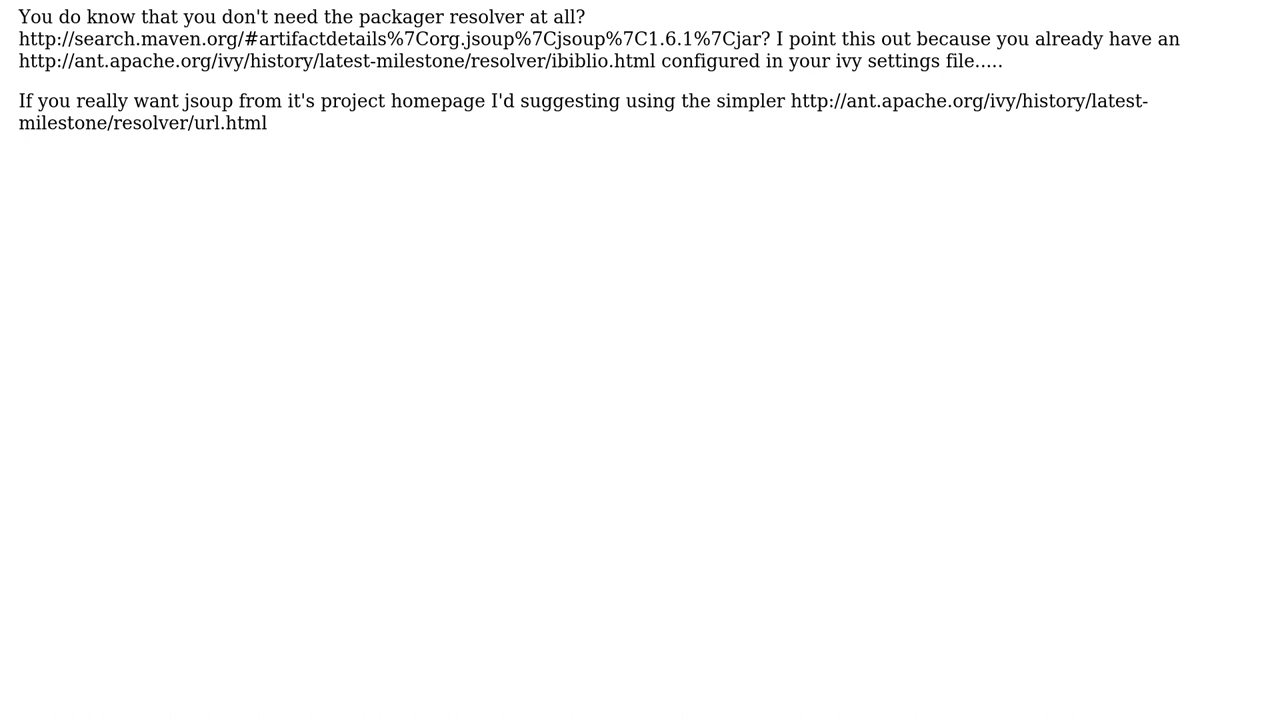 You do know that you don't need the packager resolver at all?
http://search.maven.org/#artifactdetails%7Corg.jsoup%7Cjsoup%7C1.6.1%7Cjar? I point this out because you already have an
http://ant.apache.org/ivy/history/latest-milestone/resolver/ibiblio.html configured in your ivy settings file.....
If you really want jsoup from it's project homepage I'd suggesting using the simpler http://ant.apache.org/ivy/history/latest-
milestone/resolver/url.html